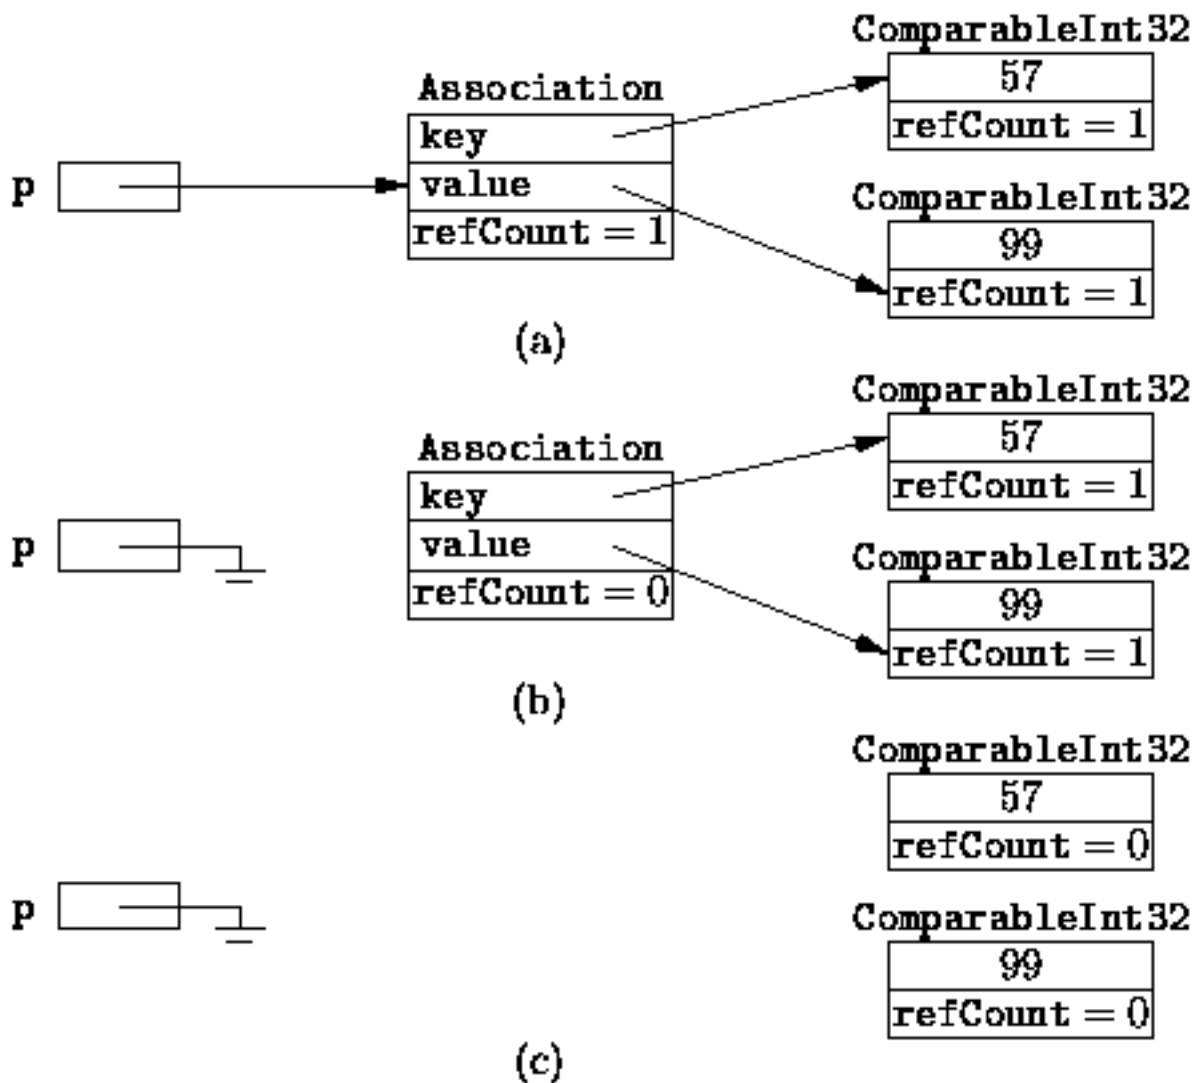 ComparableInt32
57
refCount = 1
Association
key
value
refCount = 1
p
ComparableInt32
99
refCount = 1
(a)
ComparableInt32
57
refCount = 1
Association
key
value
refCount = 0
p
ComparableInt32
99
refCount = 1
(b)
ComparableInt32
57
refCount = 0
p
ComparableInt32
99
refCount = 0
(c)